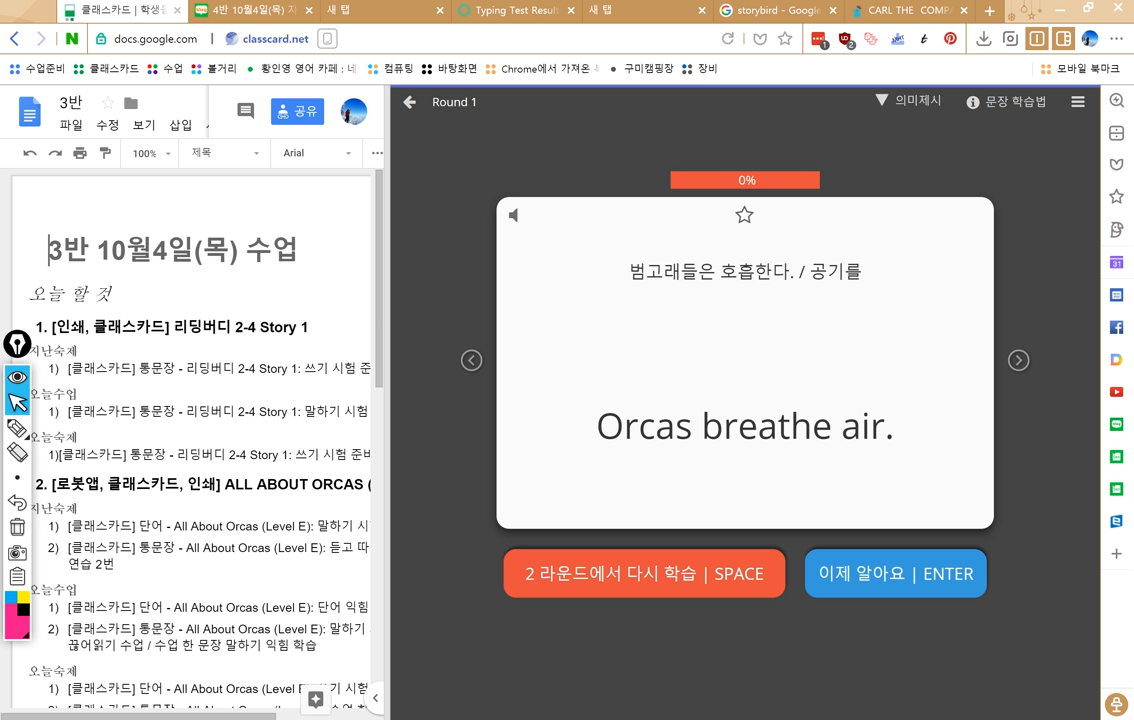 클래스카드 | 학생용
4반 10월4일(목) 수
새 탭
Typing Test Result
새 탭
storybird - Google
CARL THE COMPA
N docs.google.com | classcard.net
수업준비 클래스카드 수업 볼거리 황인영 영어 카페 : 네 컴퓨팅 바탕화면 Chrome에서 가져온 구미캠핑장 장비 모바일 북마크
3반
공유
파일 수정 보기 삽입
100% 제목 Arial
3반 10월4일(목) 수업
오늘 할 것
1. [인쇄, 클래스카드] 리딩버디 2-4 Story 1
지난숙제
1) [클래스카드] 통문장 - 리딩버디 2-4 Story 1: 쓰기 시험 준
오늘수업
1) [클래스카드] 통문장 - 리딩버디 2-4 Story 1: 말하기 시험
오늘숙제
1)[클래스카드] 통문장 - 리딩버디 2-4 Story 1: 쓰기 시험 준비
2. [로봇앱, 클래스카드, 인쇄] ALL ABOUT ORCAS (
지난숙제
1) [클래스카드] 단어 - All About Orcas (Level E): 말하기 시
2) [클래스카드] 통문장 - All About Orcas (Level E): 듣고 따
연습 2번
오늘수업
1) [클래스카드] 단어 - All About Orcas (Level E): 단어 익힘
2) [클래스카드] 통문장 - All About Orcas (Level E): 말하기
끊어읽기 수업 / 수업 한 문장 말하기 익힘 학습
오늘숙제
1) [클래스카드] 단어 - All About Orcas (Level E): 쓰기 시험
Round 1
의미제시
문장 학습법
0%
범고래들은 호흡한다. / 공기를
Orcas breathe air.
2 라운드에서 다시 학습 | SPACE
이제 알아요 | ENTER
1
2
31